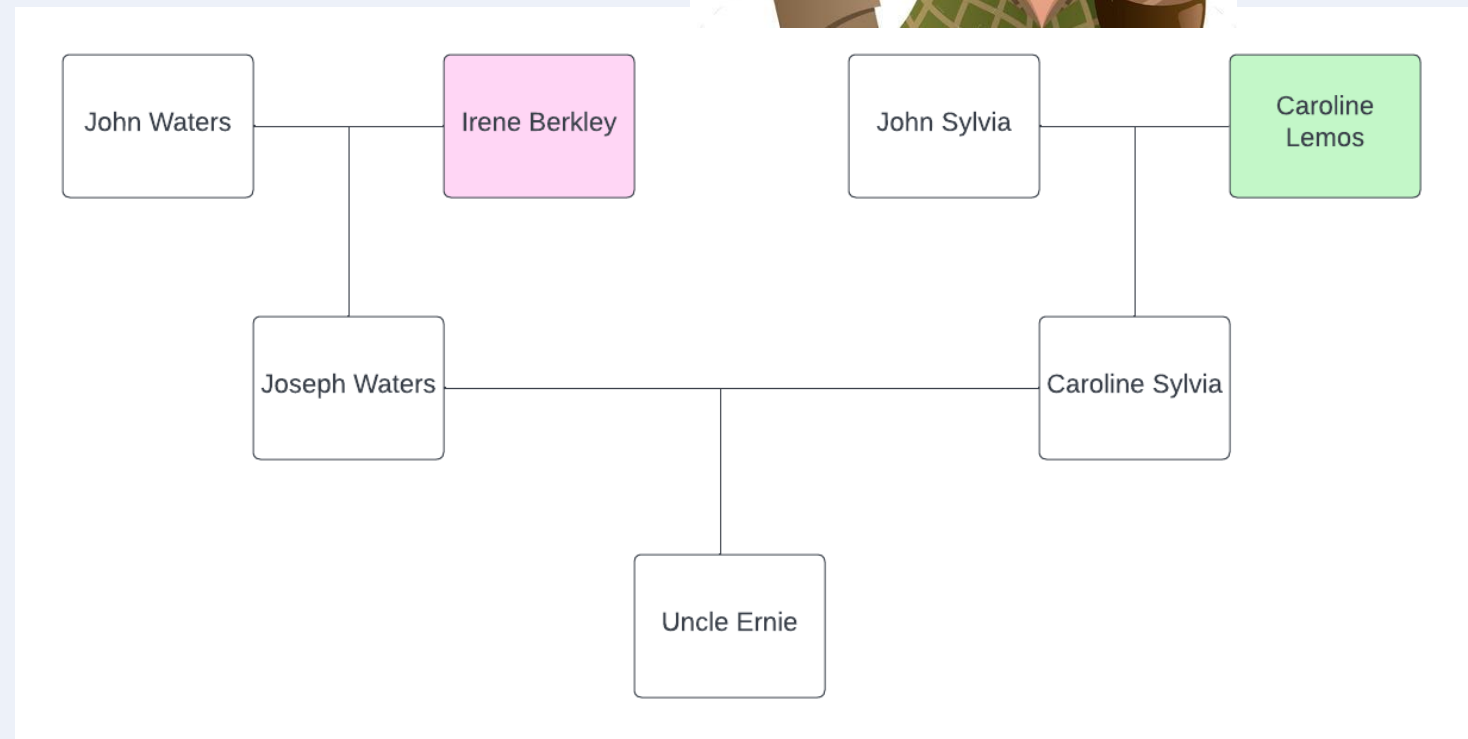 John Waters
Irene Berkley
John Sylvia
Caroline
Lemos
Joseph Waters
Caroline Sylvia
Uncle Ernie